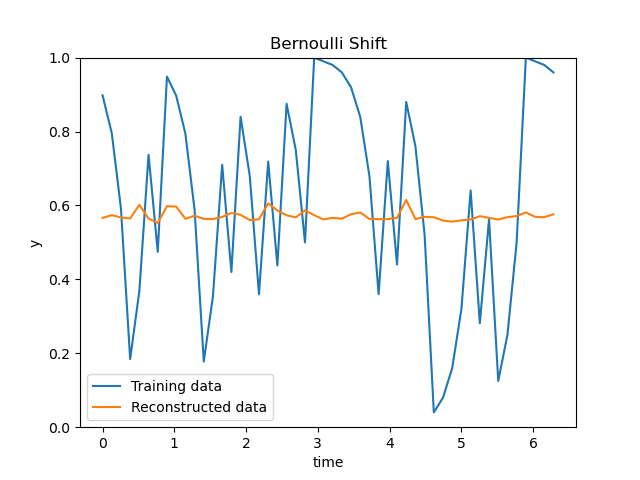 Bernoulli Shift
1.0
0.8
0.6
0.4
0.2
0.0
y
Training data
Reconstructed data
0 1 2 3 4 5 6
time